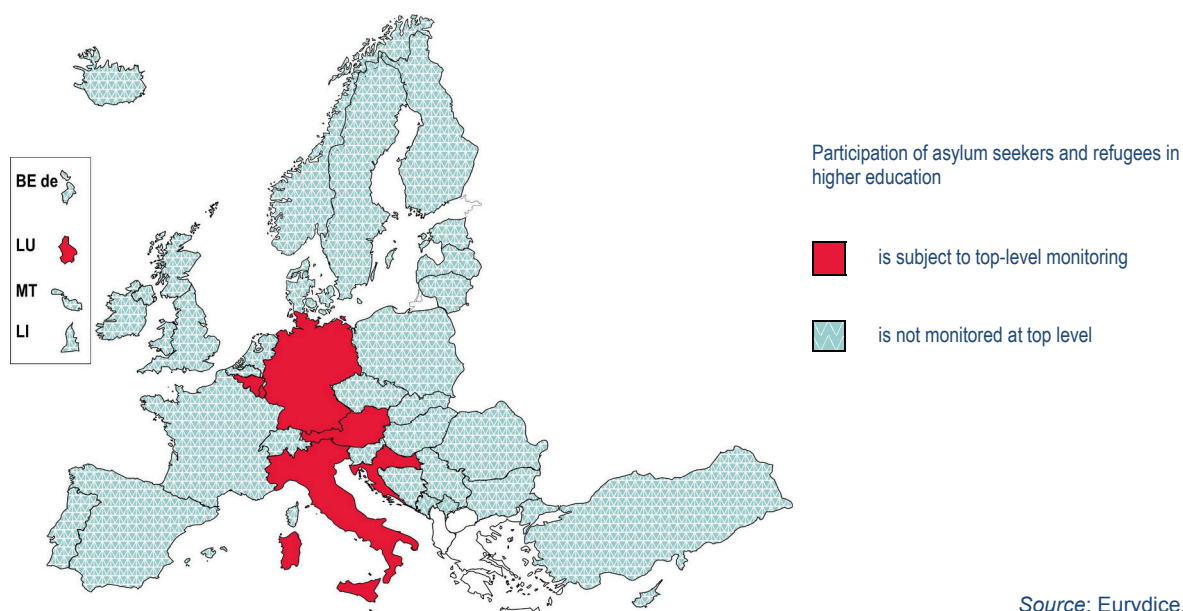 BE de
LU
MT
LI
Participation of asylum seekers and refugees in
higher education
is subject to top-level monitoring
is not monitored at top level
Source: Eurydice.